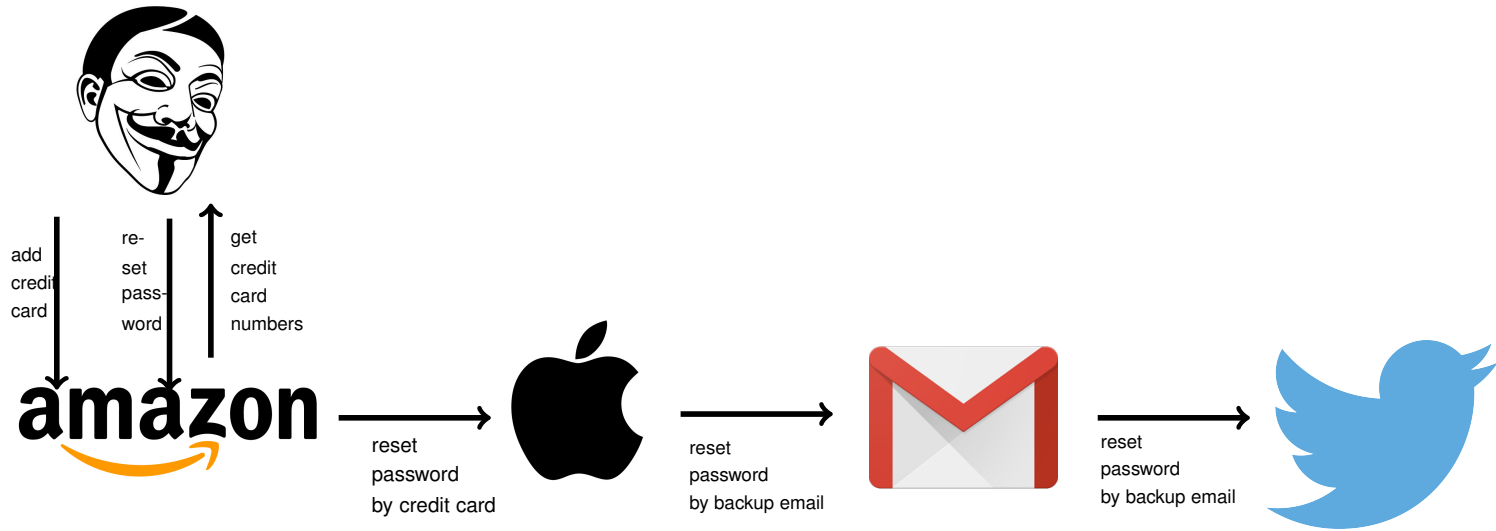 add
credit
card
re-
set
pass-
word
get
credit
card
numbers
amazon
reset
password
by credit card
reset
password
by backup email
reset
password
by backup email